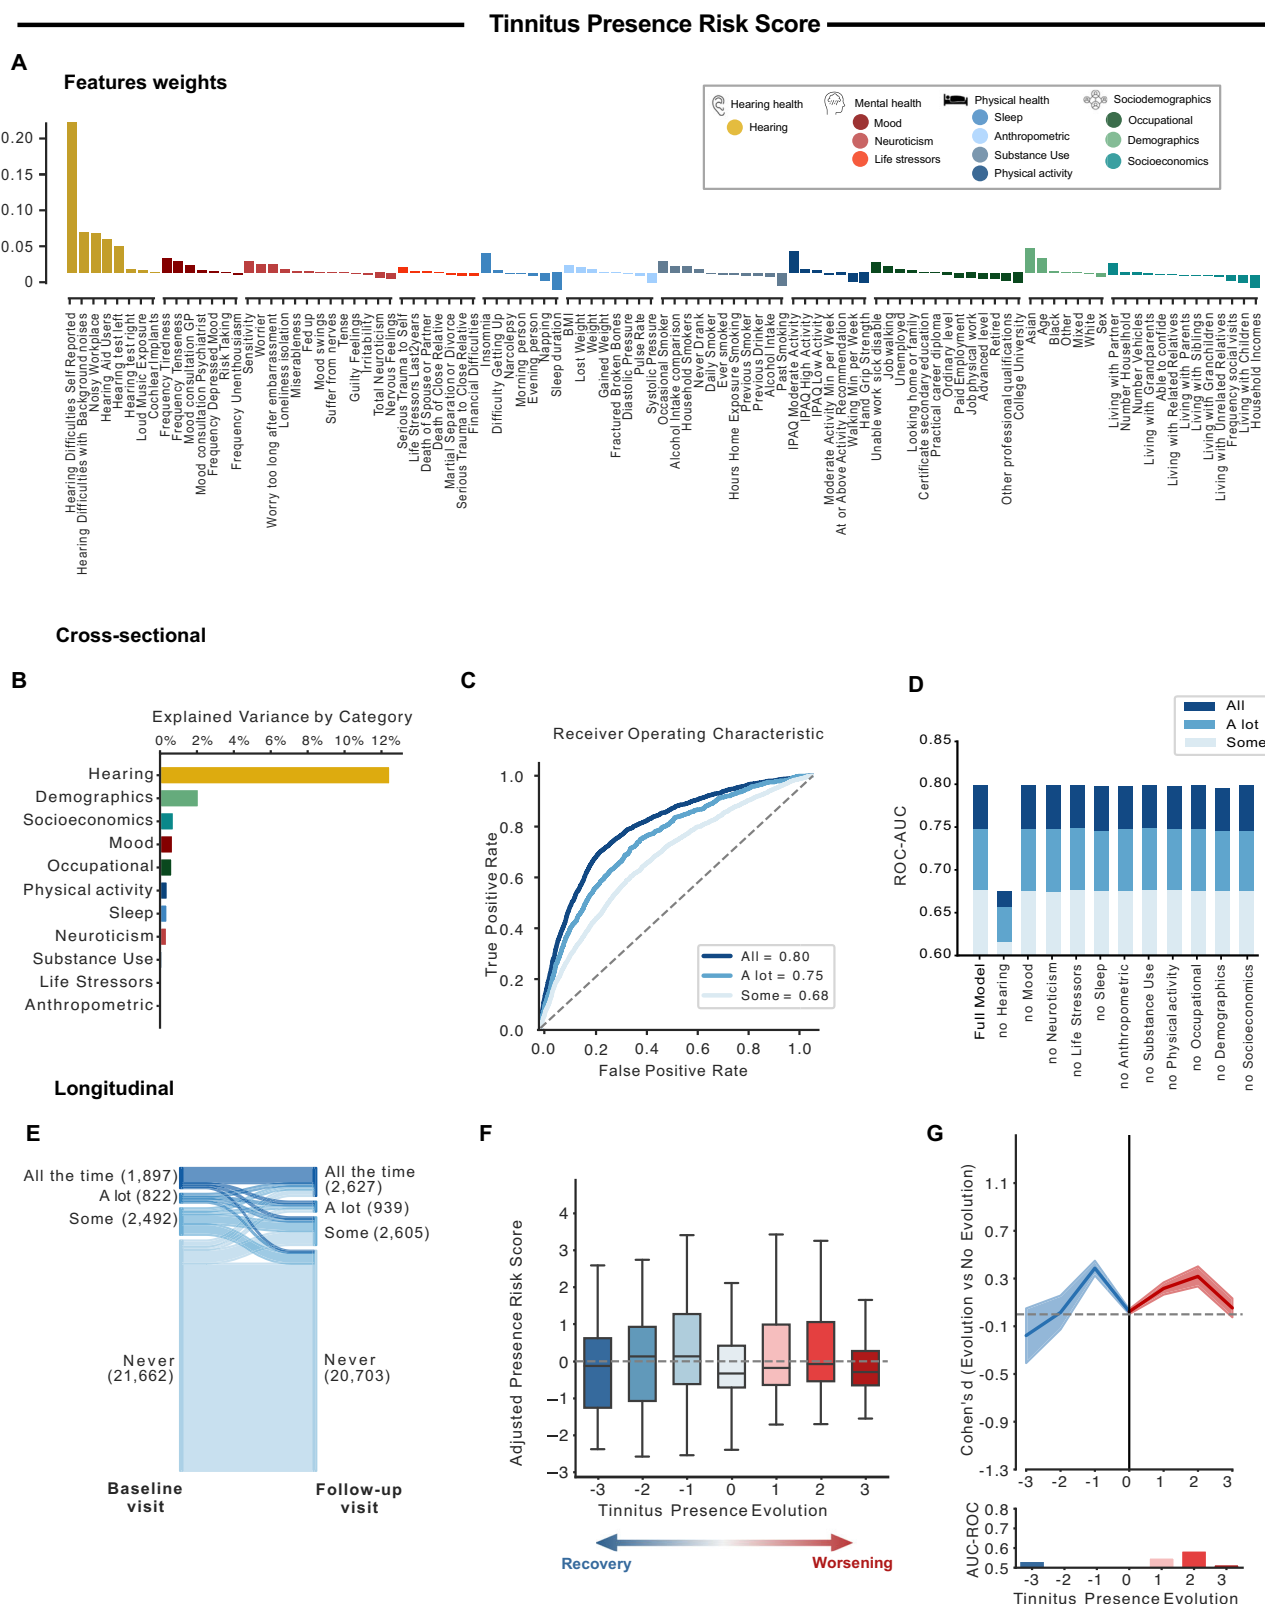 Tinnitus Presence Risk Score
A
Features weights
Hearing health
Hearing
Mental health
Mood
Neuroticism
Life stressors
Physical health
Sleep
Anthropometric
Substance Use
Physical activity
Sociodemographics
Occupational
Demographics
Socioeconomics
0.20
0.15
0.10
0.05
0
Hearing Difficulties Self Reported
Hearing Difficulties with Background noises
Noisy Workplace
Hearing Aid Users
Hearing test left
Hearing test right
Loud Music Exposure
Cochlear Implants
Frequency Tiredness
Frequency Tenseness
Mood consultation GP
Mood consultation Psychiatrist
Frequency Depressed Mood
Risk Taking
Frequency Unenthousiasm
Sensitivity
Worrier
Worry too long after embarrassment
Loneliness isolation
Miserableness
Fed up
Mood swings
Suffer from nerves
Tense
Guilty Feelings
Irritability
Total Neuroticism
Nervous Feelings
Serious Trauma to Self
Life Stressors Last2years
Death of Spouse or Partner
Death of Close Relative
Martial Separation or Divorce
Serious Trauma to Close Relative
Financial Difficulties
Insomnia
Difficulty Getting Up
Narcolepsy
Morning person
Evening person
Napping
Sleep duration
BMI
Lost Weight
Weight
Gained Weight
Fractured Broken Bones
Diastolic Pressure
Pulse Rate
Systolic Pressure
Occasional Smoker
Alcohol Intake comparison
Household Smokers
Never Drank
Daily Smoker
Ever smoked
Hours Home Exposure Smoking
Previous Smoker
Previous Drinker
Alcohol Intake
Past Smoking
IPAQ Moderate Activity
IPAQ High Activity
IPAQ Low Activity
Moderate Activity Min per Week
At or Above Activity Recommendation
Walking Min per Week
Hand Grip Strength
Unable work sick disable
Job walking
Unemployed
Looking home or family
Certificate secondary education
Practical career diploma
Ordinary level
Paid Employment
Job physical work
Advanced level
Retired
Other professional qualifications
College University
Asian
Age
Black
Other
Mixed
White
Sex
Living with Partner
Number Houselhold
Number Vehicles
Living with Grandparents
Able to Confide
Living with Related Relatives
Living with Parents
Living with Siblings
Living with Granchildren
Living with Unrelated Relatives
Frequency social visits
Living with Children
Household Incomes
Cross-sectional
B
Explained Variance by Category
0% 2% 4% 6% 8% 10% 12%
Hearing
Demographics
Socioeconomics
Mood
Occupational
Physical activity
Sleep
Neuroticism
Substance Use
Life Stressors
Anthropometric
C
Receiver Operating Characteristic
True Positive Rate
1.0
0.8
0.6
0.4
0.2
0.0
All = 0.80
A lot = 0.75
Some = 0.68
0.0 0.2 0.4 0.6 0.8 1.0
False Positive Rate
D
All
A lot
Some
ROC-AUC
0.85
0.80
0.75
0.70
0.65
0.60
Full Model
no Hearing
no Mood
no Neuroticism
no Life Stressors
no Sleep
no Anthropometric
no Substance Use
no Physical activity
no Occupational
no Demographics
no Socioeconomics
Longitudinal
E
All the time (1,897)
A lot (822)
Some (2,492)
Never
(21,662)
All the time
(2,627)
A lot (939)
Some (2,605)
Never
(20,703)
Baseline
visit
Follow-up
visit
F
Adjusted Presence Risk Score
4
3
2
1
0
−1
−2
−3
-3 -2 -1 0 1 2 3
Tinnitus Presence Evolution
Recovery
Worsening
G
Cohen's d (Evolution vs No Evolution)
1.1
0.7
0.3
-0.1
-0.5
-0.9
-1.3
-3 -2 -1 0 1 2 3
AUC-ROC
0.8
0.7
0.6
0.5
-3 -2 -1 0 1 2 3
Tinnitus Presence Evolution